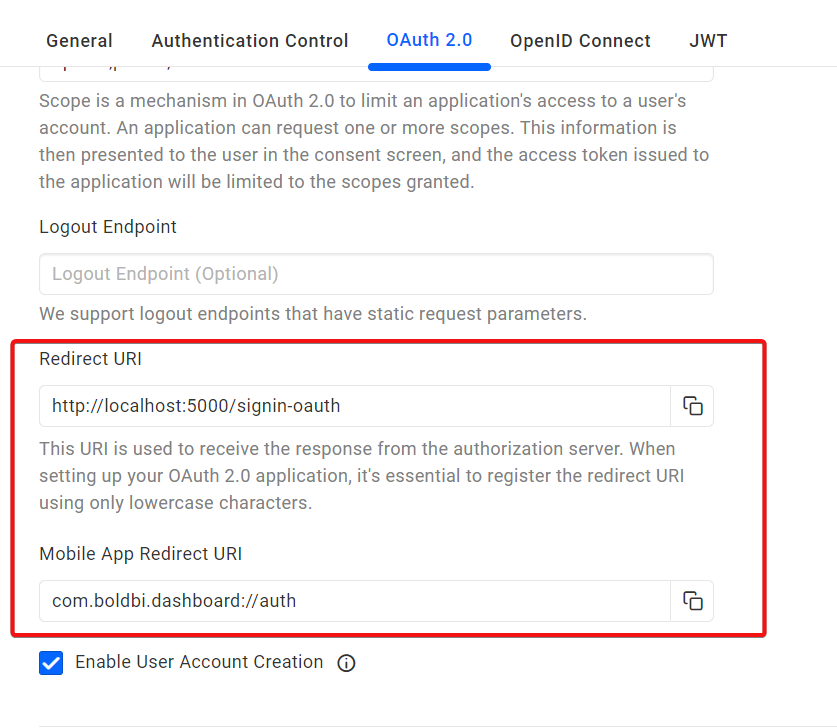 General Authentication Control OAuth 2.0 OpenID Connect JWT
Scope is a mechanism in OAuth 2.0 to limit an application's access to a user's
account. An application can request one or more scopes. This information is
then presented to the user in the consent screen, and the access token issued to
the application will be limited to the scopes granted.
Logout Endpoint
Logout Endpoint (Optional)
We support logout endpoints that have static request parameters.
Redirect URI
http://localhost:5000/signin-oauth
This URI is used to receive the response from the authorization server. When
setting up your OAuth 2.0 application, it's essential to register the redirect URI
using only lowercase characters.
Mobile App Redirect URI
com.boldbi.dashboard://auth
Enable User Account Creation